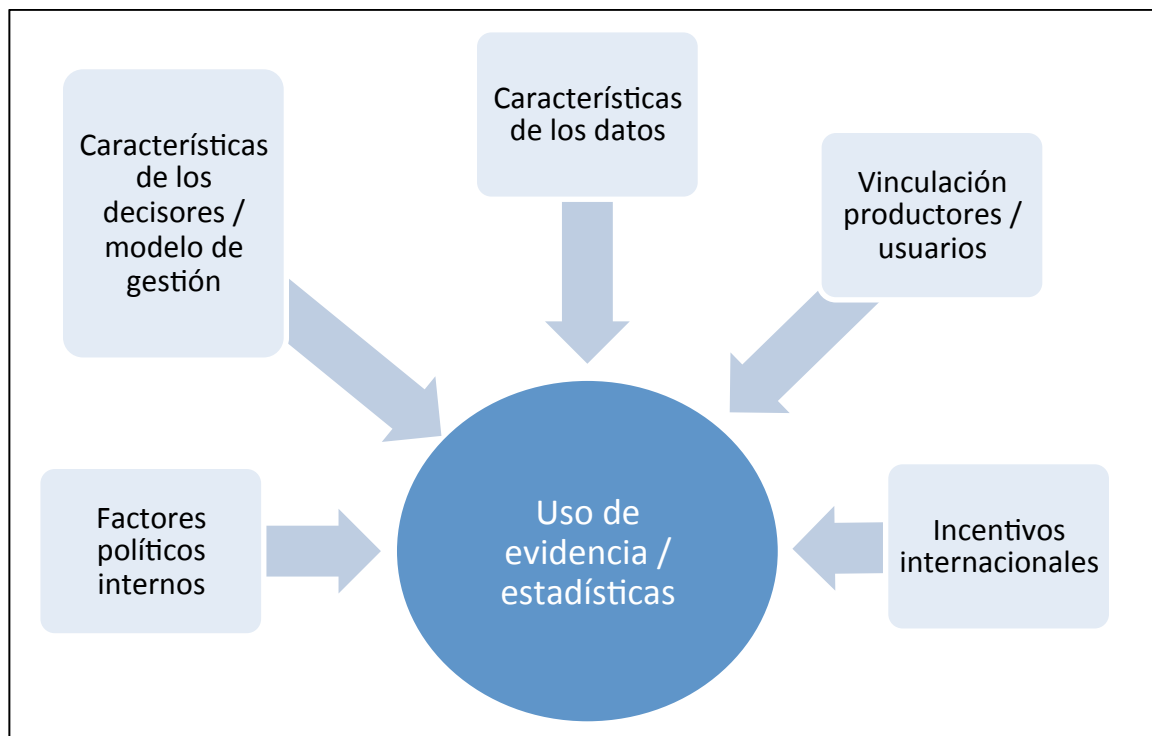 Características
de los
decisores /
modelo de
gestión
Características
de los datos
Vinculación
productores /
usuarios
Factores
políticos
internos
Uso de
evidencia /
estadísticas
Incentivos
internacionales